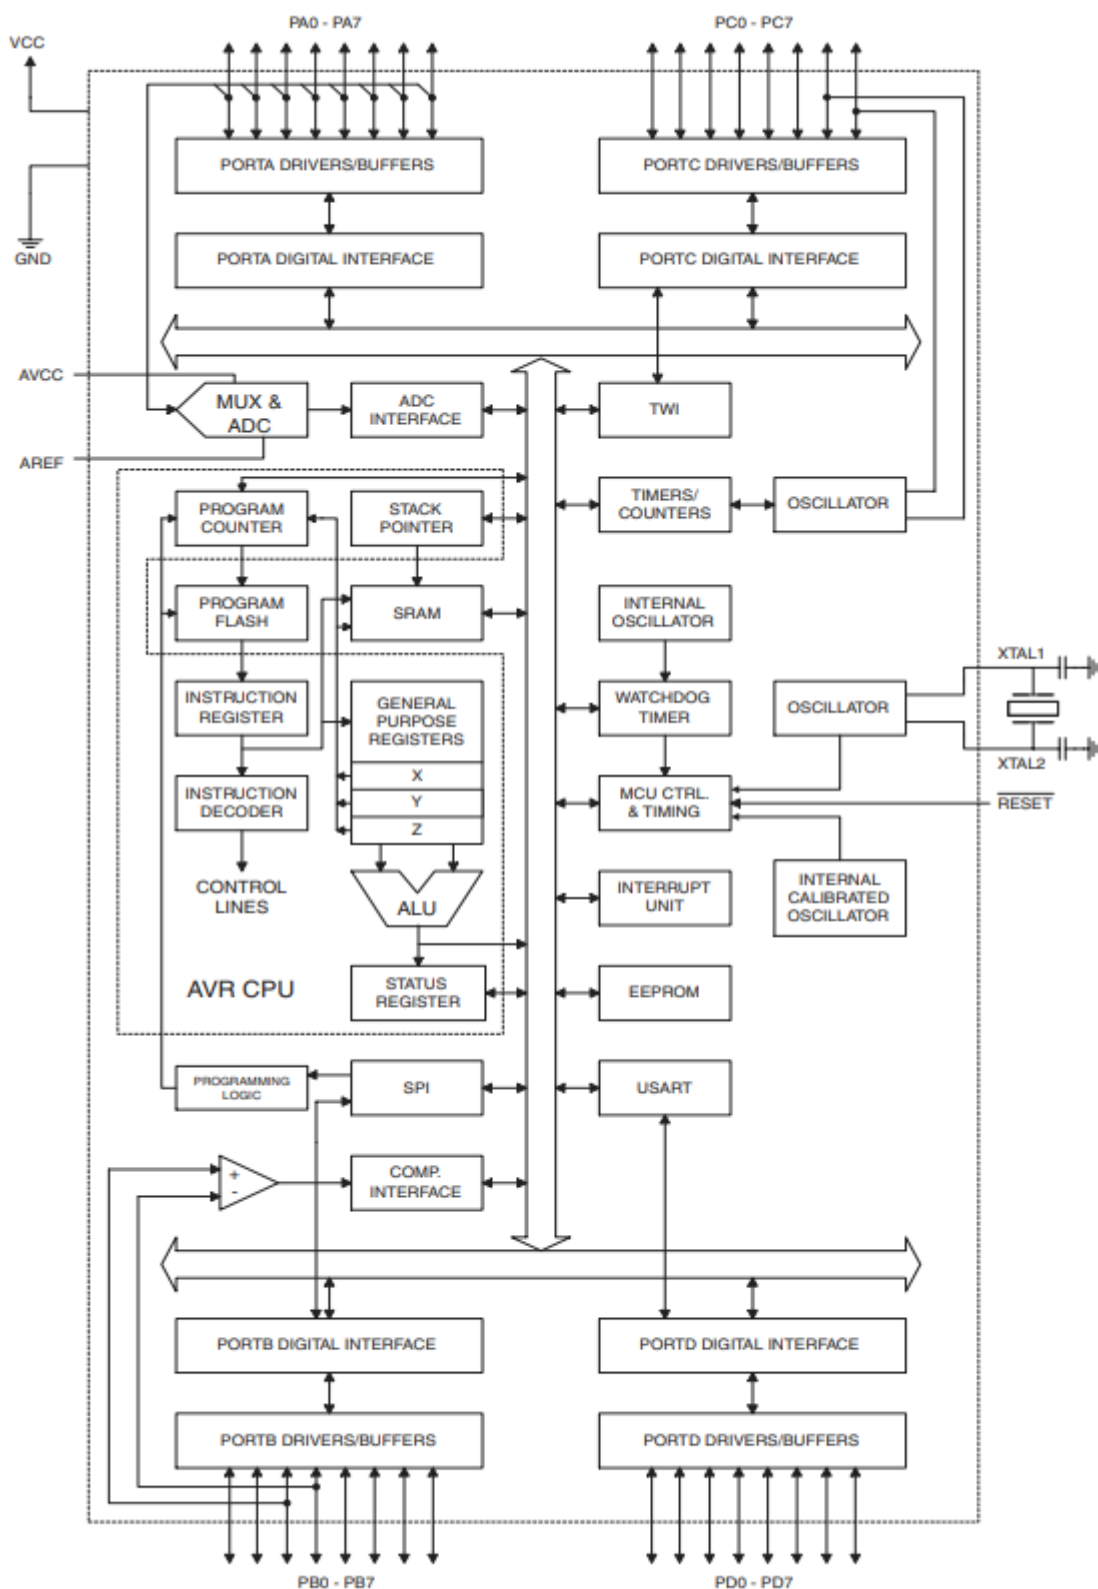 PA0 - PA7
PC0 - PC7
VCC
PORTA DRIVERS/BUFFERS
PORTC DRIVERS/BUFFERS
GND
PORTA DIGITAL INTERFACE
PORTC DIGITAL INTERFACE
AVCC
MUX &
ADC
ADC
INTERFACE
TWI
AREF
PROGRAM
COUNTER
STACK
POINTER
TIMERS/
COUNTERS
OSCILLATOR
PROGRAM
FLASH
SRAM
INTERNAL
OSCILLATOR
XTAL1
INSTRUCTION
REGISTER
GENERAL
PURPOSE
REGISTERS
WATCHDOG
TIMER
OSCILLATOR
XTAL2
X
INSTRUCTION
DECODER
Y
MCU CTRL.
& TIMING
RESET
Z
CONTROL
LINES
ALU
INTERRUPT
UNIT
INTERNAL
CALIBRATED
OSCILLATOR
AVR CPU
STATUS
REGISTER
EEPROM
PROGRAMMING
LOGIC
SPI
USART
+
-
COMP.
INTERFACE
PORTB DIGITAL INTERFACE
PORTD DIGITAL INTERFACE
PORTB DRIVERS/BUFFERS
PORTD DRIVERS/BUFFERS
PB0 - PB7
PD0 - PD7